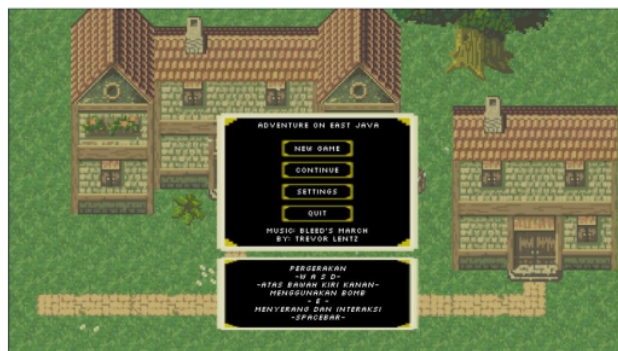 ADVENTURE ON EAST JAVA
NEW GAME
CONTINUE
SETTINGS
QUIT
MUSIC: BLEED'S MARCH
BY: TREVOR LENTZ
PERGERAKAN
-W A S D-
-ATAS BAWAH KIRI KANAN-
MENGGUNAKAN BOMB
- E -
MENYERANG DAN INTERAKSI
-SPACEBAR-